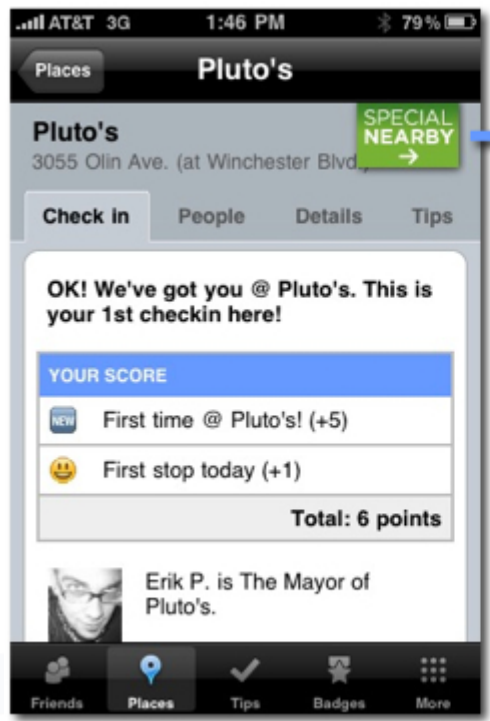 AT&T 3G 1:46 PM 79%
Places Pluto's
Pluto's
SPECIAL
NEARBY
3055 Olin Ave. (at Winchester Blvd
Check in People Details Tips
OK! We've got you @ Pluto's. This is
your 1st checkin here!
YOUR SCORE
NEW First time @ Pluto's! (+5)
First stop today (+1)
Total: 6 points
Erik P. is The Mayor of
Pluto's.
Friends Places Tips Badges More